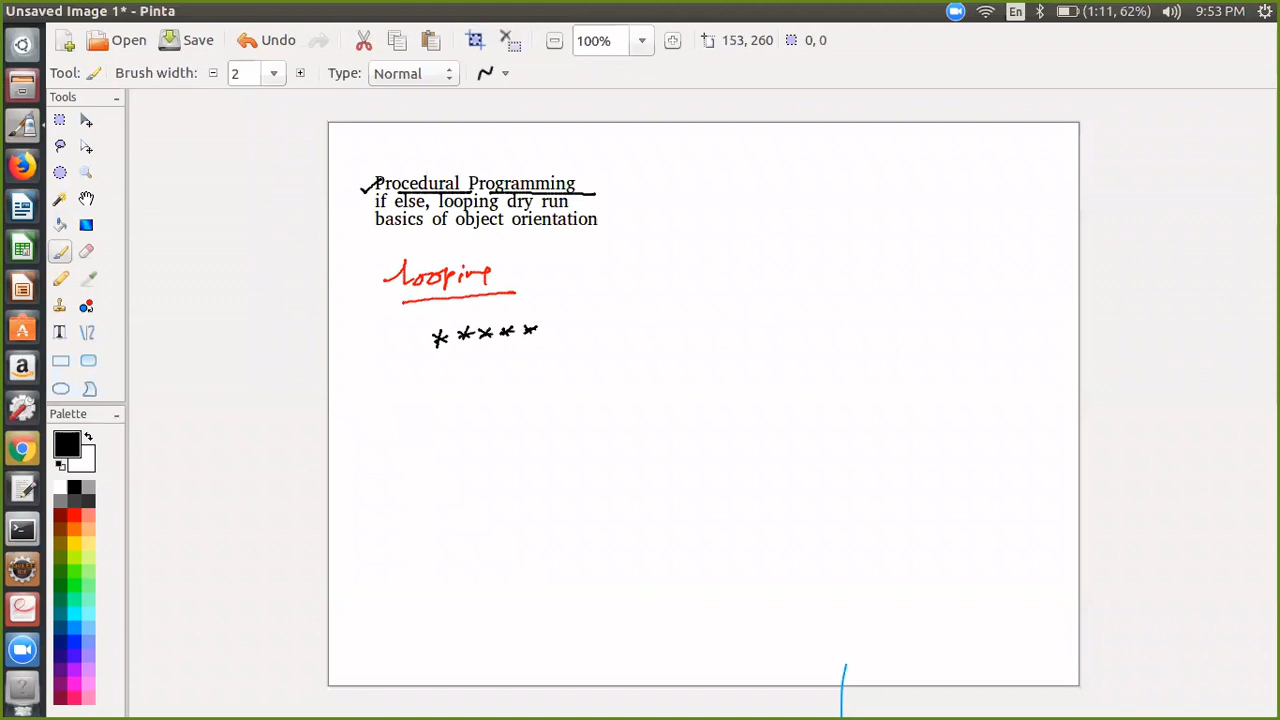 Unsaved Image 1* - Pinta
En
(1:11, 62%)
9:53 PM
Open Save Undo 100% 153, 260 0, 0
Tool: Brush width: 2 Type: Normal
Tools
Procedural Programming
if else, looping dry run
basics of object orientation
looping
* * * * *
Palette